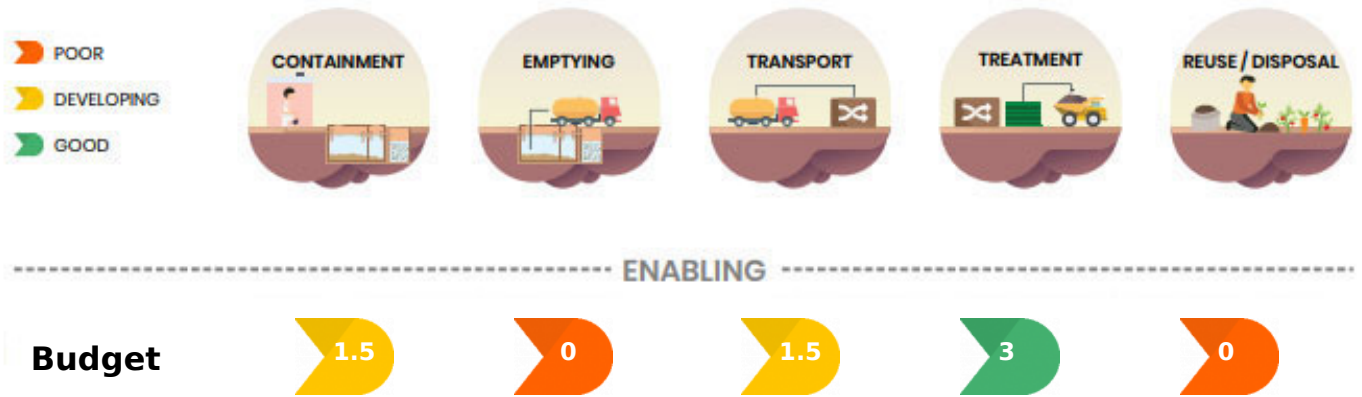 POOR
DEVELOPING
GOOD
CONTAINMENT
EMPTYING
TRANSPORT
TREATMENT
REUSE / DISPOSAL
ENABLING
Budget
1.5
0
1.5
3
0